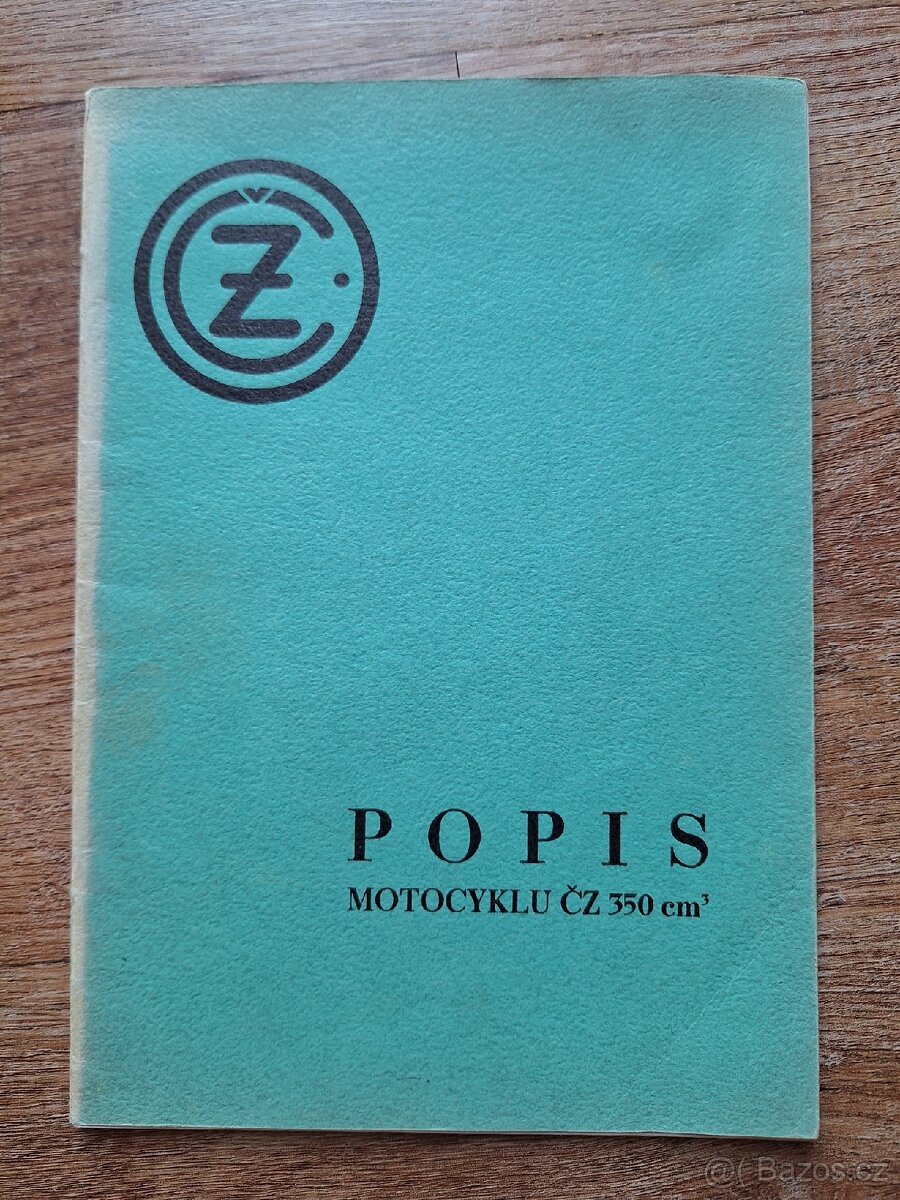 ČZ
POPIS
MOTOCYKLU ČZ 350 cm³
@( Bazos.cz